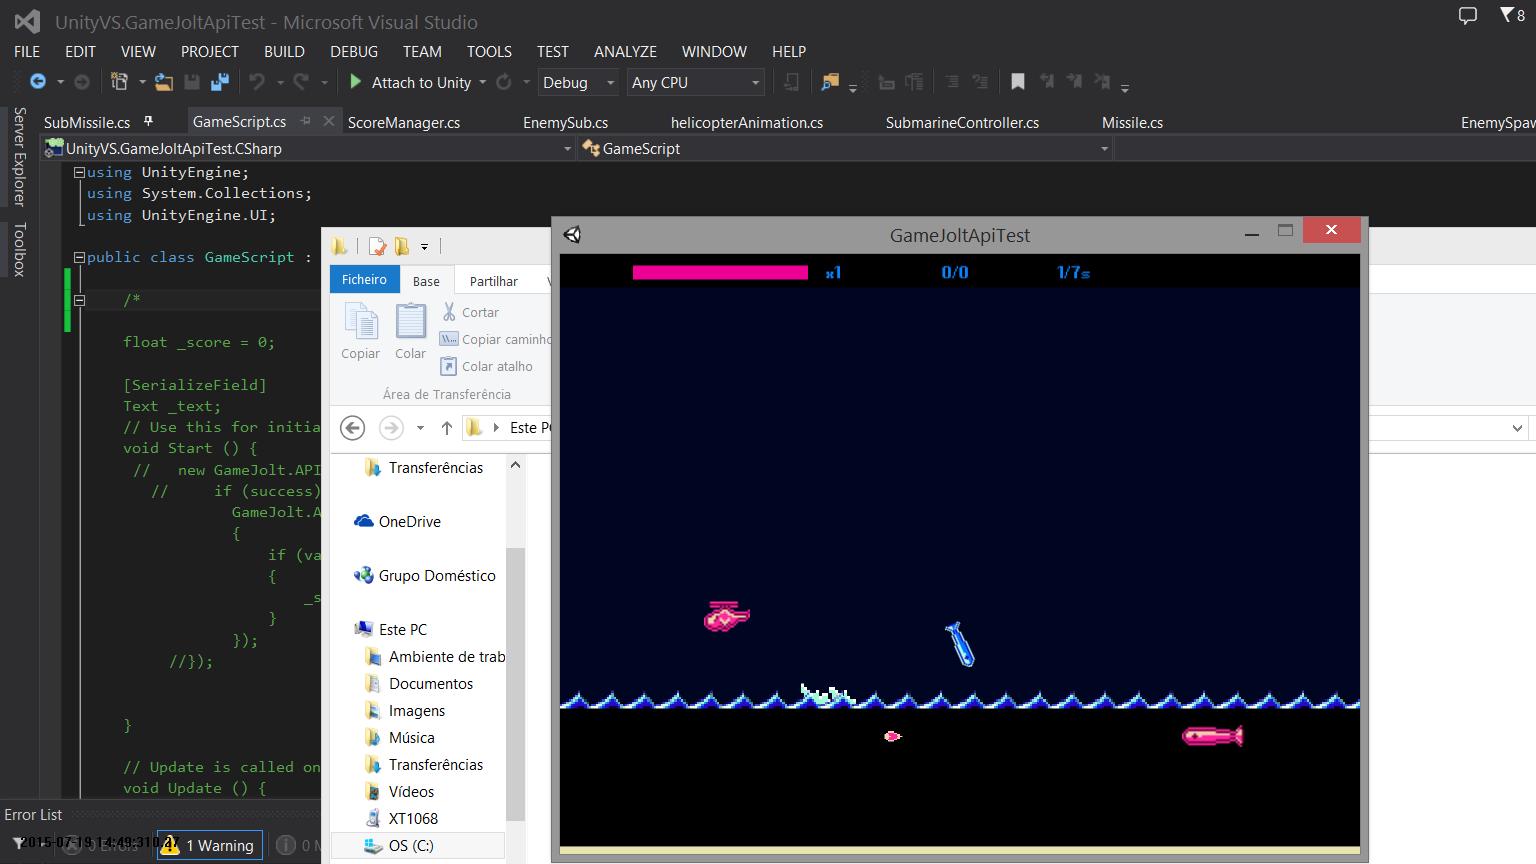 UnityVS.GameJoltApiTest - Microsoft Visual Studio
8
FILE EDIT VIEW PROJECT BUILD DEBUG TEAM TOOLS TEST ANALYZE WINDOW HELP
Attach to Unity Debug Any CPU
Server Explorer
Toolbox
SubMissile.cs GameScript.cs ScoreManager.cs EnemySub.cs helicopterAnimation.cs SubmarineController.cs Missile.cs EnemySpaw
UnityVS.GameJoltApiTest.CSharp GameScript
using UnityEngine;
using System.Collections;
using UnityEngine.UI;
public class GameScript :
/*
float _score = 0;
[SerializeField]
Text _text;
// Use this for initia
void Start () {
// new GameJolt.API
// if (success)
GameJolt.A
{
if (va
{
_s
}
});
//});
}
// Update is called on
void Update () {
Error List
2015-07-19 14:49:31
0 Errors
1 Warning
0 M
Ficheiro Base Partilhar
Copiar
Colar
Cortar
Copiar caminho
Colar atalho
Área de Transferência
Este P
Transferências
OneDrive
Grupo Doméstico
Este PC
Ambiente de trab
Documentos
Imagens
Música
Transferências
Vídeos
XT1068
OS (C:)
GameJoltApiTest
x1 0/0 1/7s